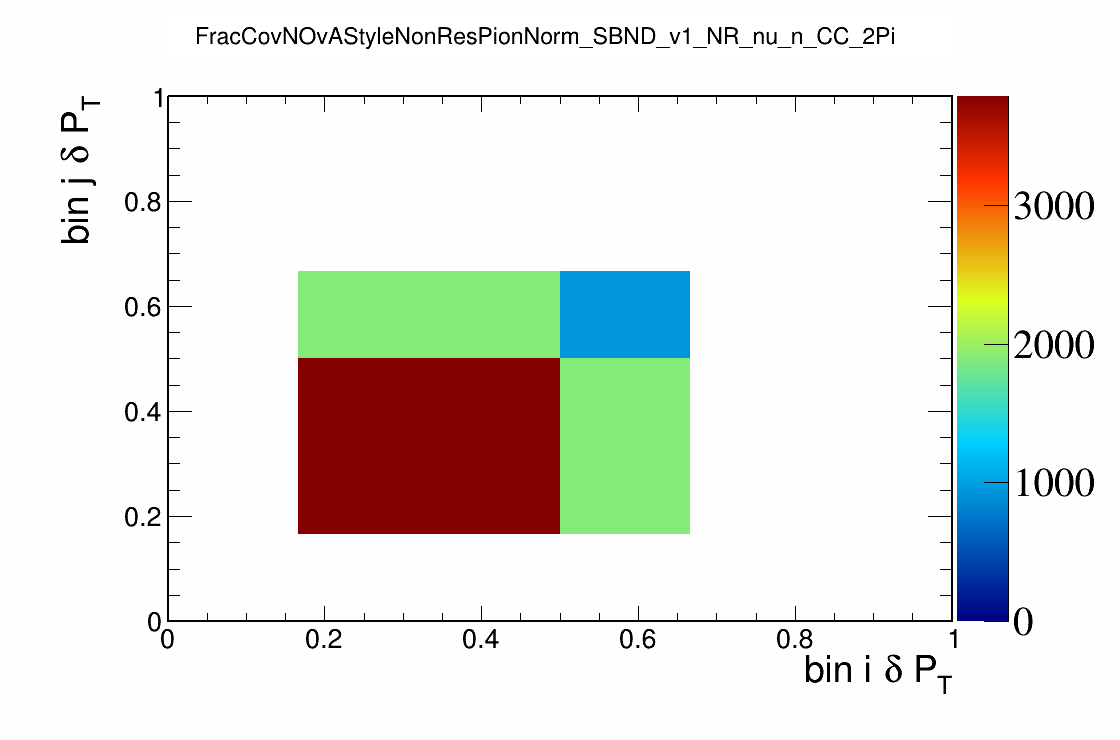 FracCovNOvAStyleNonResPionNorm_SBND_v1_NR_nu_n_CC_2Pi
bin j δ P_T
1
0.8
0.6
0.4
0.2
0
0 0.2 0.4 0.6 0.8 1
bin i δ P_T
3000
2000
1000
0